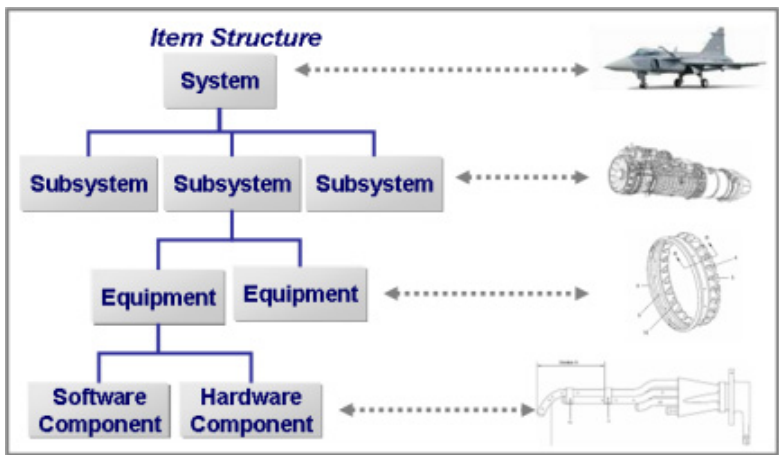 Item Structure
System
Subsystem Subsystem Subsystem
Equipment Equipment
Software Hardware
Component Component